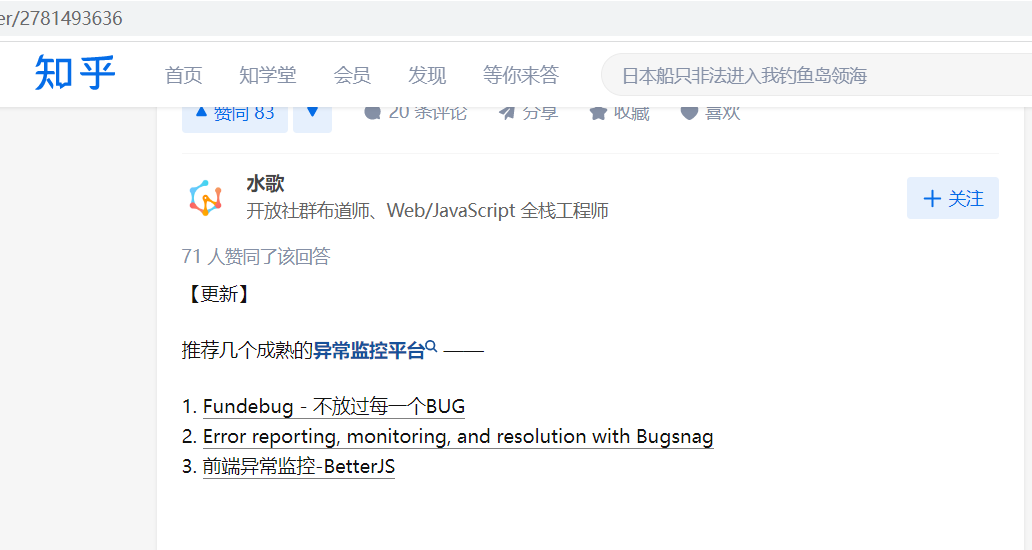 er/2781493636
知乎 首页 知学堂 会员 发现 等你来答 日本船只非法进入我钓鱼岛领海
赞同 83 20 条评论 分享 收藏 喜欢
水歌
开放社群布道师、Web/JavaScript 全栈工程师
关注
71 人赞同了该回答
【更新】
推荐几个成熟的异常监控平台 ——
1. Fundebug - 不放过每一个BUG
2. Error reporting, monitoring, and resolution with Bugsnag
3. 前端异常监控-BetterJS